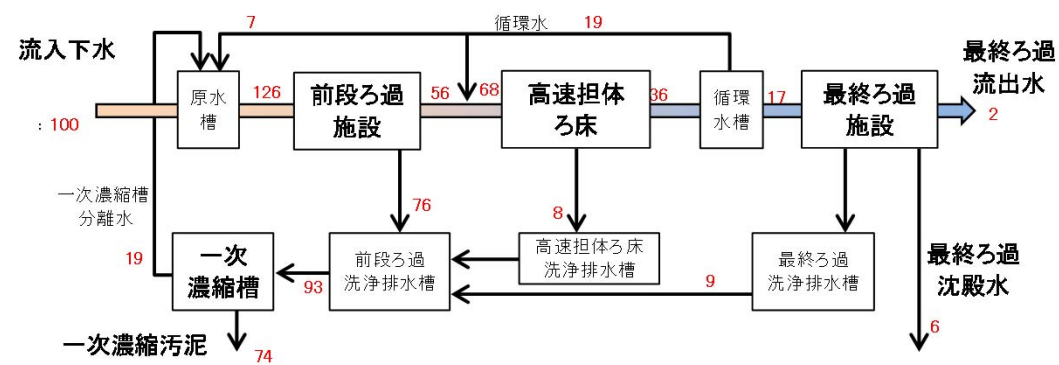 7
循環水
19
流入下水
最終ろ過
流出水
原水
槽
126
前段ろ過
施設
56
68
高速担体
ろ床
36
循環
水槽
17
最終ろ過
施設
2
: 100
一次濃縮槽
分離水
76
8
19
一次
濃縮槽
93
前段ろ過
洗浄排水槽
高速担体ろ床
洗浄排水槽
9
最終ろ過
洗浄排水槽
最終ろ過
沈殿水
6
一次濃縮汚泥
74